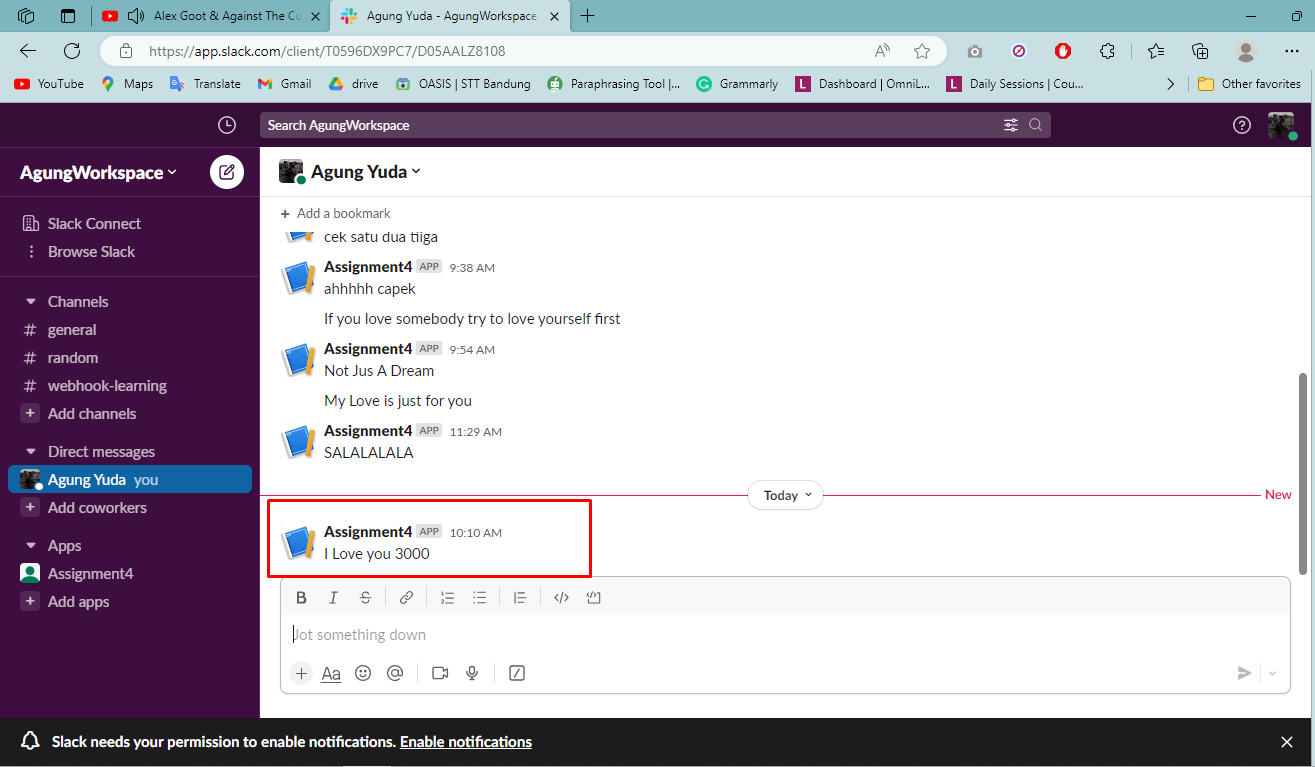 Alex Goot & Against The Cu
Agung Yuda - AgungWorkspace
https://app.slack.com/client/T0596DX9PC7/D05AALZ8108
YouTube
Maps
Translate
Gmail
drive
OASIS | STT Bandung
Paraphrasing Tool |...
Grammarly
Dashboard | OmniL...
Daily Sessions | Cou...
Other favorites
Search AgungWorkspace
AgungWorkspace
Slack Connect
Browse Slack
Channels
# general
# random
# webhook-learning
+ Add channels
Direct messages
Agung Yuda you
+ Add coworkers
Apps
Assignment4
+ Add apps
Agung Yuda
+ Add a bookmark
cek satu dua tiiga
Assignment4 APP 9:38 AM
ahhhhh capek
If you love somebody try to love yourself first
Assignment4 APP 9:54 AM
Not Jus A Dream
My Love is just for you
Assignment4 APP 11:29 AM
SALALALALA
Today
New
Assignment4 APP 10:10 AM
I Love you 3000
B I S
Jot something down
+ Aa
Slack needs your permission to enable notifications. Enable notifications